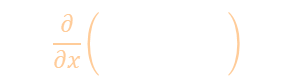 ∂/∂x (    )